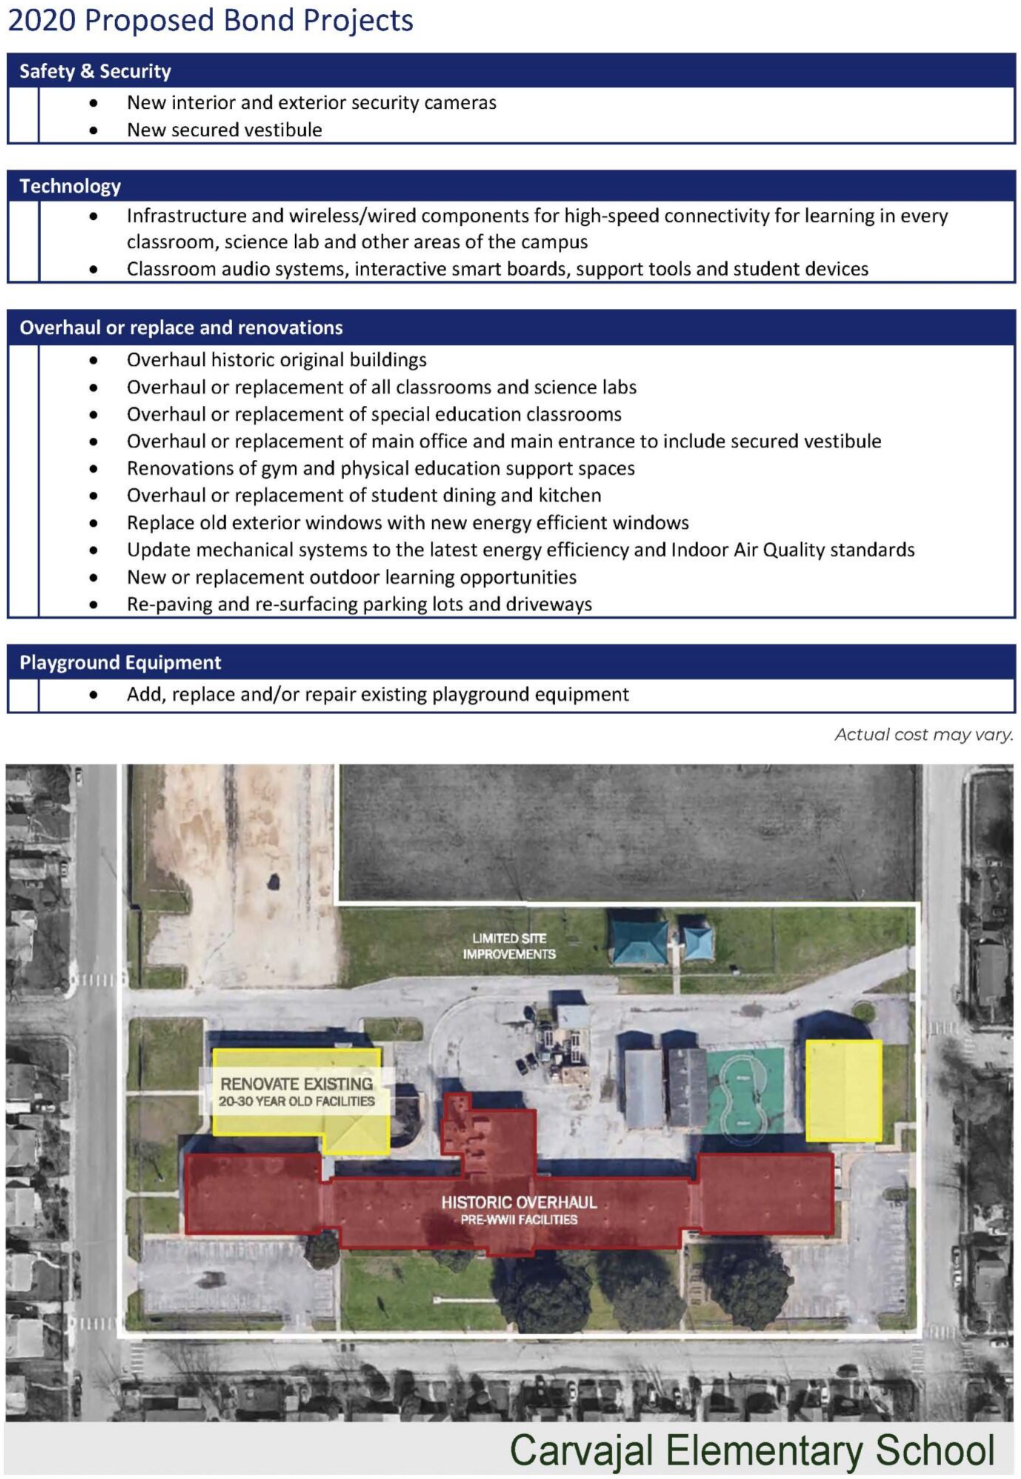 2020 Proposed Bond Projects
Safety & Security
• New interior and exterior security cameras
• New secured vestibule
Technology
• Infrastructure and wireless/wired components for high-speed connectivity for learning in every
classroom, science lab and other areas of the campus
• Classroom audio systems, interactive smart boards, support tools and student devices
Overhaul or replace and renovations
• Overhaul historic original buildings
• Overhaul or replacement of all classrooms and science labs
• Overhaul or replacement of special education classrooms
• Overhaul or replacement of main office and main entrance to include secured vestibule
• Renovations of gym and physical education support spaces
• Overhaul or replacement of student dining and kitchen
• Replace old exterior windows with new energy efficient windows
• Update mechanical systems to the latest energy efficiency and Indoor Air Quality standards
• New or replacement outdoor learning opportunities
• Re-paving and re-surfacing parking lots and driveways
Playground Equipment
• Add, replace and/or repair existing playground equipment
Actual cost may vary.
LIMITED SITE
IMPROVEMENTS
RENOVATE EXISTING
20-30 YEAR OLD FACILITIES
HISTORIC OVERHAUL
PRE-WWII FACILITIES
Carvajal Elementary School